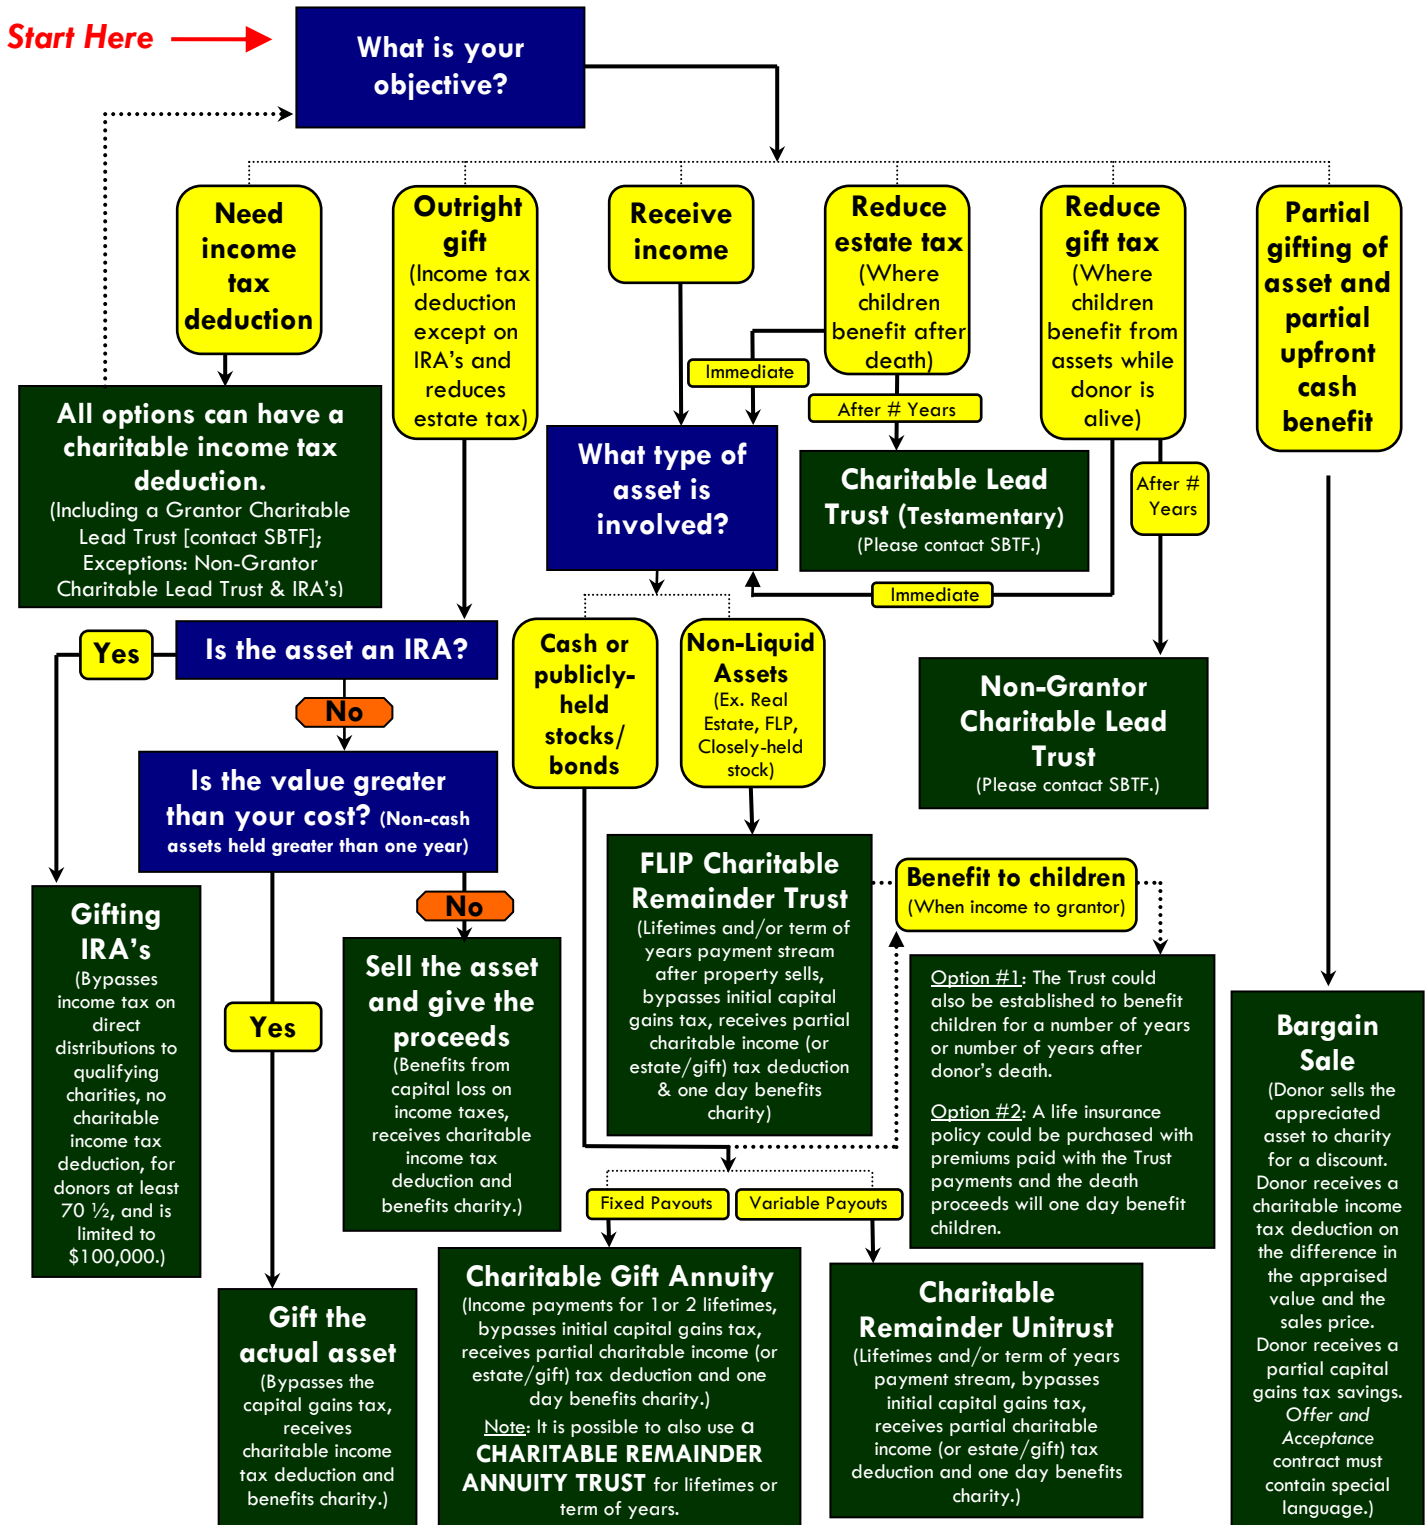 Start Here
What is your
objective?
Need
income
tax
deduction
Outright
gift
(Income tax
deduction
except on
IRA's and
reduces
estate tax)
Receive
income
Reduce
estate tax
(Where
children
benefit after
death)
Reduce
gift tax
(Where
children
benefit from
assets while
donor is
alive)
Partial
gifting of
asset and
partial
upfront
cash
benefit
Immediate
After # Years
All options can have a
charitable income tax
deduction.
(Including a Grantor Charitable
Lead Trust [contact SBTF];
Exceptions: Non-Grantor
Charitable Lead Trust & IRA's)
What type of
asset is
involved?
Charitable Lead
Trust (Testamentary)
(Please contact SBTF.)
After #
Years
Immediate
Yes
Is the asset an IRA?
No
Cash or
publicly-
held
stocks/
bonds
Non-Liquid
Assets
(Ex. Real
Estate, FLP,
Closely-held
stock)
Non-Grantor
Charitable Lead
Trust
(Please contact SBTF.)
Is the value greater
than your cost? (Non-cash
assets held greater than one year)
No
Yes
Gifting
IRA's
(Bypasses
income tax on
direct
distributions to
qualifying
charities, no
charitable
income tax
deduction, for
donors at least
70 ½, and is
limited to
$100,000.)
Sell the asset
and give the
proceeds
(Benefits from
capital loss on
income taxes,
receives charitable
income tax
deduction and
benefits charity.)
FLIP Charitable
Remainder Trust
(Lifetimes and/or term of
years payment stream
after property sells,
bypasses initial capital
gains tax, receives partial
charitable income (or
estate/gift) tax deduction
& one day benefits
charity)
Benefit to children
(When income to grantor)
Option #1: The Trust could
also be established to benefit
children for a number of years
or number of years after
donor's death.
Option #2: A life insurance
policy could be purchased with
premiums paid with the Trust
payments and the death
proceeds will one day benefit
children.
Bargain
Sale
(Donor sells the
appreciated
asset to charity
for a discount.
Donor receives a
charitable income
tax deduction on
the difference in
the appraised
value and the
sales price.
Donor receives a
partial capital
gains tax savings.
Offer and
Acceptance
contract must
contain special
language.)
Fixed Payouts
Variable Payouts
Gift the
actual asset
(Bypasses the
capital gains tax,
receives
charitable income
tax deduction and
benefits charity.)
Charitable Gift Annuity
(Income payments for 1or 2 lifetimes,
bypasses initial capital gains tax,
receives partial charitable income (or
estate/gift) tax deduction and one
day benefits charity.)
Note: It is possible to also use a
CHARITABLE REMAINDER
ANNUITY TRUST for lifetimes or
term of years.
Charitable
Remainder Unitrust
(Lifetimes and/or term of years
payment stream, bypasses
initial capital gains tax,
receives partial charitable
income (or estate/gift) tax
deduction and one day benefits
charity.)